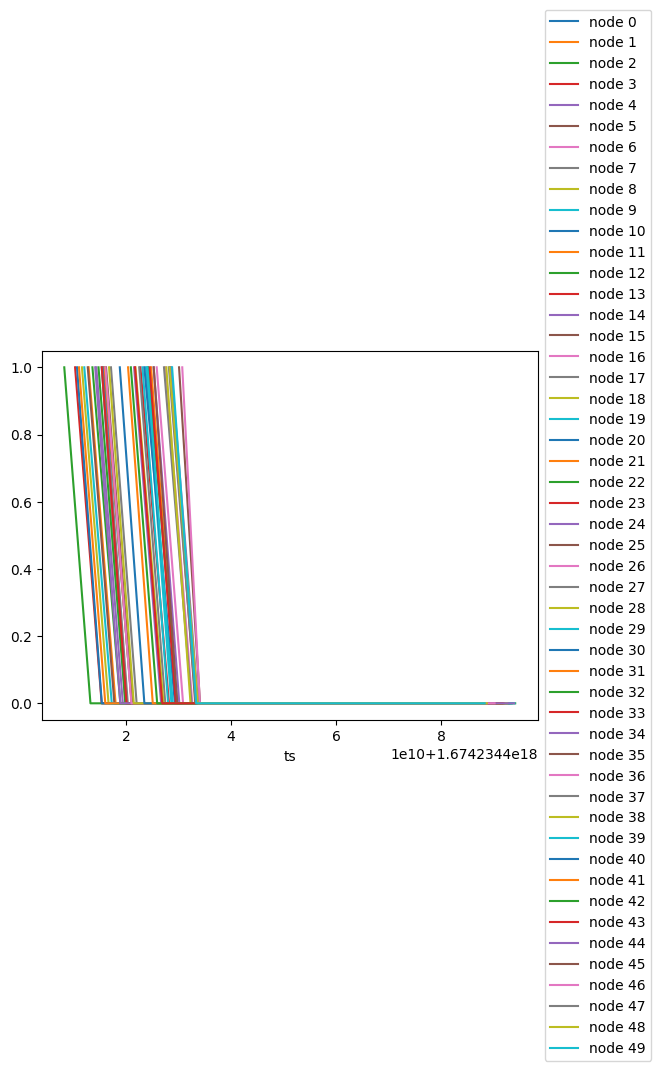 1.0
0.8
0.6
0.4
0.2
0.0
2
4
6
8
ts
1e10+1.6742344e18
node 0
node 1
node 2
node 3
node 4
node 5
node 6
node 7
node 8
node 9
node 10
node 11
node 12
node 13
node 14
node 15
node 16
node 17
node 18
node 19
node 20
node 21
node 22
node 23
node 24
node 25
node 26
node 27
node 28
node 29
node 30
node 31
node 32
node 33
node 34
node 35
node 36
node 37
node 38
node 39
node 40
node 41
node 42
node 43
node 44
node 45
node 46
node 47
node 48
node 49